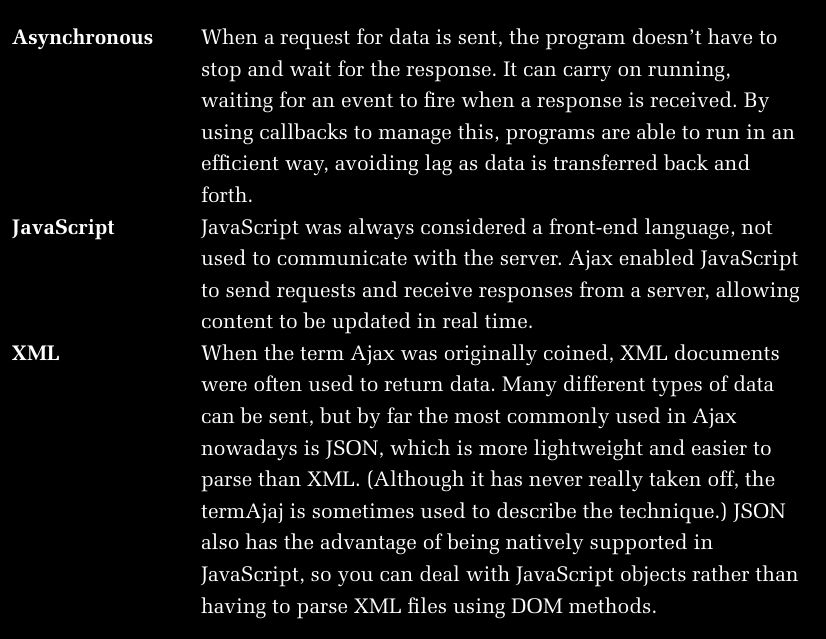 Asynchronous When a request for data is sent, the program doesn’t have to
stop and wait for the response. It can carry on running,
waiting for an event to fire when a response is received. By
using callbacks to manage this, programs are able to run in an
efficient way, avoiding lag as data is transferred back and
forth.
JavaScript JavaScript was always considered a front-end language, not
used to communicate with the server. Ajax enabled JavaScript
to send requests and receive responses from a server, allowing
content to be updated in real time.
XML When the term Ajax was originally coined, XML documents
were often used to return data. Many different types of data
can be sent, but by far the most commonly used in Ajax
nowadays is JSON, which is more lightweight and easier to
parse than XML. (Although it has never really taken off, the
termAjaj is sometimes used to describe the technique.) JSON
also has the advantage of being natively supported in
JavaScript, so you can deal with JavaScript objects rather than
having to parse XML files using DOM methods.